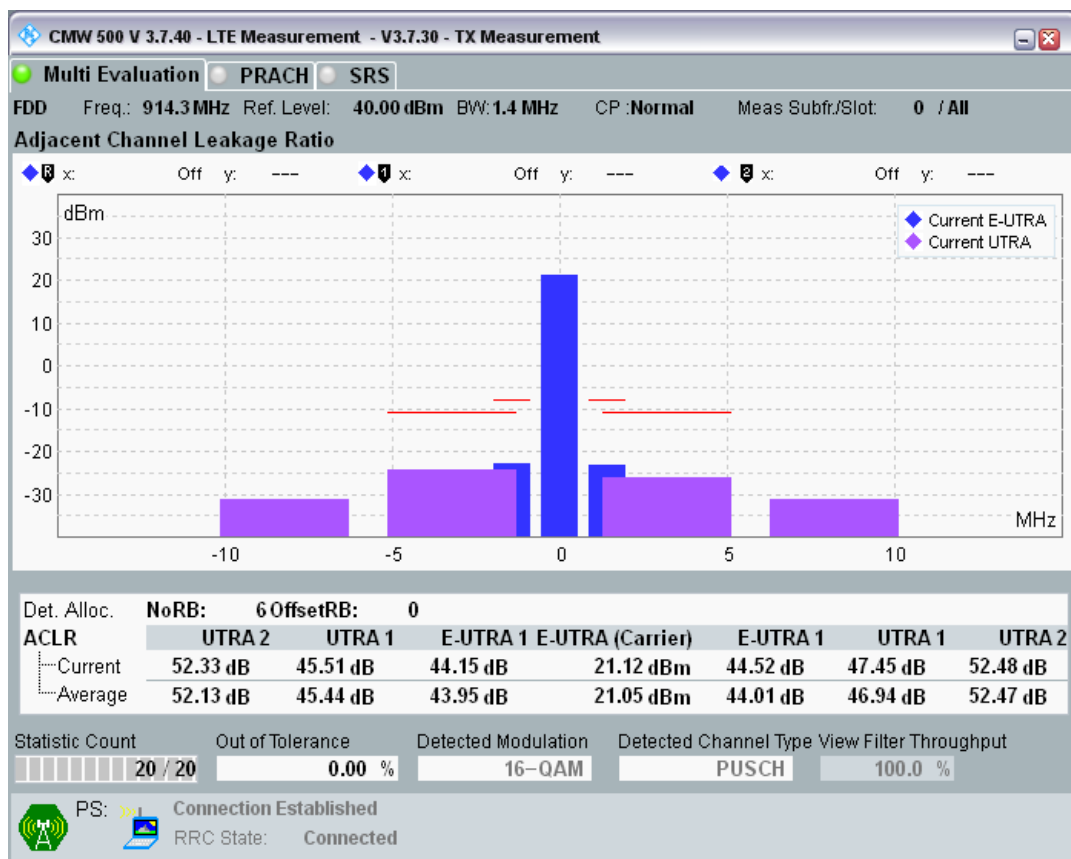 CMW 500 V 3.7.40 - LTE Measurement - V3.7.30 - TX Measurement
Multi Evaluation PRACH SRS
FDD Freq.: 914.3 MHz Ref. Level: 40.00 dBm BW: 1.4 MHz CP :Normal Meas Subfr./Slot: 0 / All
Adjacent Channel Leakage Ratio
R x: Off y: --- 1 x: Off y: --- 2 x: Off y: ---
dBm
Current E-UTRA
Current UTRA
30
20
10
0
-10
-20
-30
MHz
-10 -5 0 5 10
Det. Alloc. NoRB: 6 OffsetRB: 0
ACLR UTRA 2 UTRA 1 E-UTRA 1 E-UTRA (Carrier) E-UTRA 1 UTRA 1 UTRA 2
Current 52.33 dB 45.51 dB 44.15 dB 21.12 dBm 44.52 dB 47.45 dB 52.48 dB
Average 52.13 dB 45.44 dB 43.95 dB 21.05 dBm 44.01 dB 46.94 dB 52.47 dB
Statistic Count Out of Tolerance Detected Modulation Detected Channel Type View Filter Throughput
20 / 20 0.00 % 16-QAM PUSCH 100.0 %
PS: Connection Established
RRC State: Connected